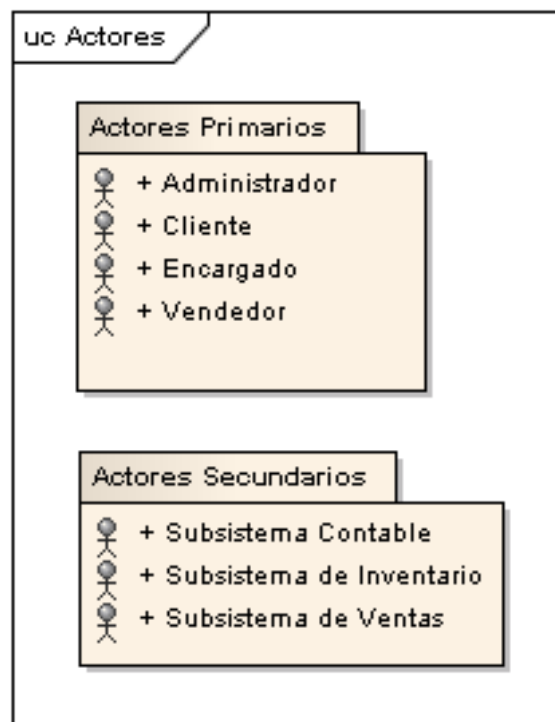 uc Actores
Actores Primarios
+ Administrador
+ Cliente
+ Encargado
+ Vendedor
Actores Secundarios
+ Subsistema Contable
+ Subsistema de Inventario
+ Subsistema de Ventas